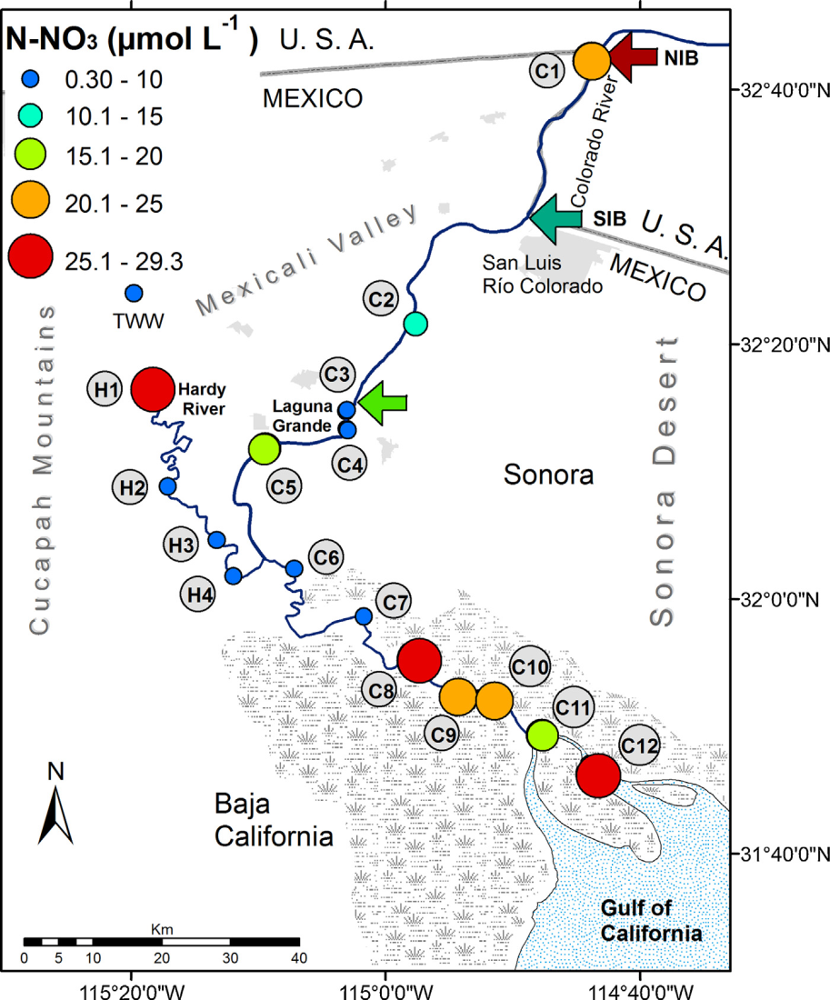 N-NO3 (µmol L-1 )
0.30 - 10
10.1 - 15
15.1 - 20
20.1 - 25
25.1 - 29.3
TWW
U. S. A.
MEXICO
C1
NIB
Colorado River
32°40'0"N
SIB
U. S. A.
MEXICO
San Luis
Río Colorado
Mexicali Valley
C2
32°20'0"N
Cucapah Mountains
Sonora Desert
H1
Hardy
River
C3
Laguna
Grande
C4
C5
Sonora
H2
H3
H4
C6
C7
32°0'0"N
C8
C9
C10
C11
C12
N
Baja
California
31°40'0"N
Gulf of
California
Km
0 5 10 20 30 40
115°20'0"W 115°0'0"W 114°40'0"W